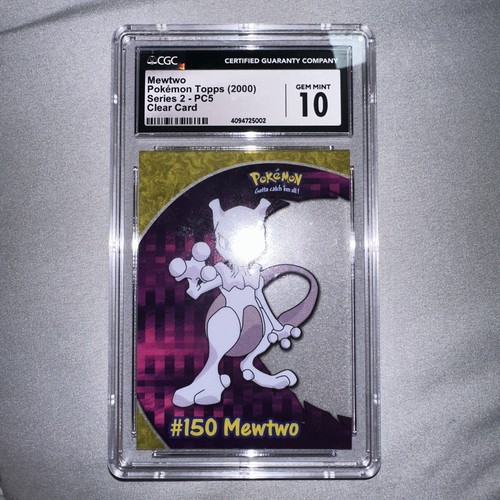 CGC
CERTIFIED GUARANTY COMPANY
Mewtwo
Pokémon Topps (2000)
Series 2 - PC5
Clear Card
GEM MINT
10
4094725002
POKéMON
Gotta catch 'em all!
#150 Mewtwo